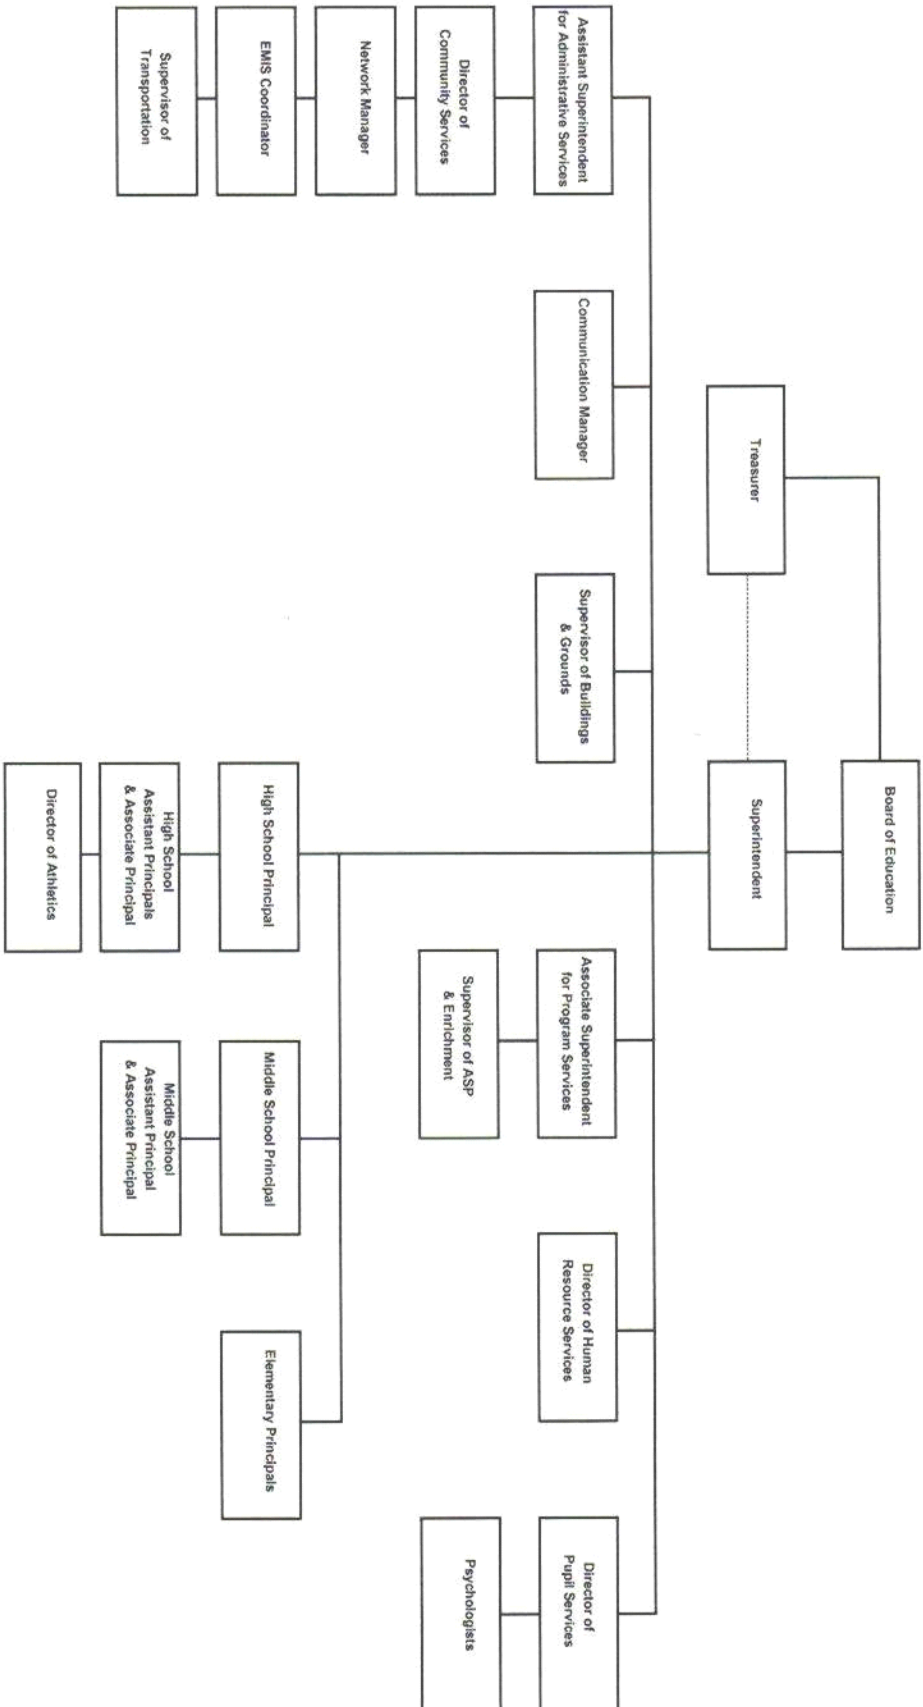 Board of Education
Treasurer
Superintendent
Assistant Superintendent
for Administrative Services
Communication Manager
Supervisor of Buildings
& Grounds
Associate Superintendent
for Program Services
Director of Human
Resource Services
Director of
Pupil Services
Director of
Community Services
Supervisor of ASP
& Enrichment
Psychologists
Network Manager
EMIS Coordinator
Supervisor of
Transportation
High School Principal
Middle School Principal
Elementary Principals
High School
Assistant Principals
& Associate Principal
Middle School
Assistant Principal
& Associate Principal
Director of Athletics